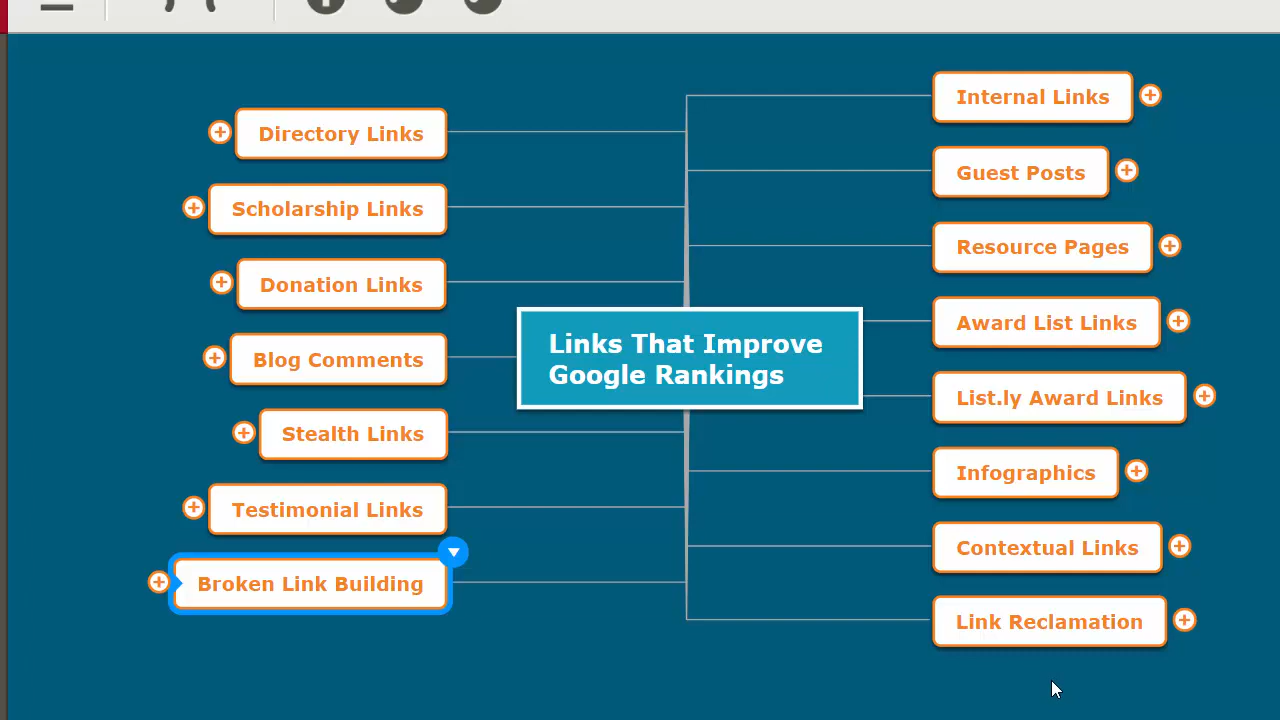 Directory Links
Scholarship Links
Donation Links
Blog Comments
Stealth Links
Testimonial Links
Broken Link Building
Links That Improve
Google Rankings
Internal Links
Guest Posts
Resource Pages
Award List Links
List.ly Award Links
Infographics
Contextual Links
Link Reclamation